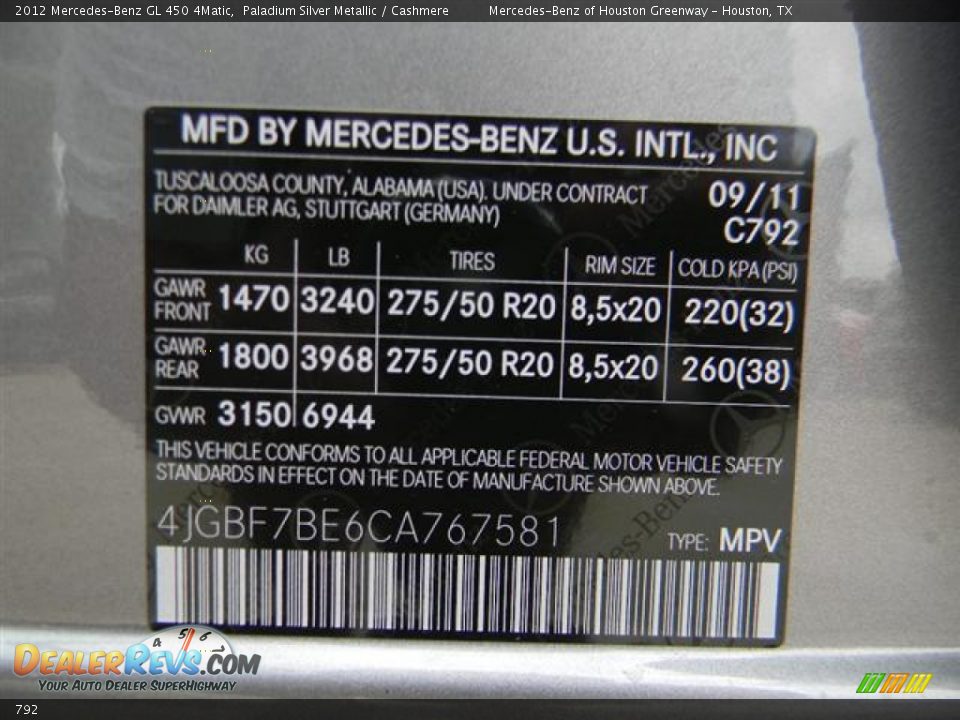 2012 Mercedes-Benz GL 450 4Matic, Paladium Silver Metallic / Cashmere Mercedes-Benz of Houston Greenway - Houston, TX
MFD BY MERCEDES-BENZ U.S. INTL., INC
TUSCALOOSA COUNTY, ALABAMA (USA). UNDER CONTRACT 09/11
FOR DAIMLER AG, STUTTGART (GERMANY)
C792
KG LB TIRES RIM SIZE COLD KPA (PSI)
GAWR FRONT 1470 3240 275/50 R20 8,5x20 220(32)
GAWR REAR 1800 3968 275/50 R20 8,5x20 260(38)
GVWR 3150 6944
THIS VEHICLE CONFORMS TO ALL APPLICABLE FEDERAL MOTOR VEHICLE SAFETY
STANDARDS IN EFFECT ON THE DATE OF MANUFACTURE SHOWN ABOVE.
4JGBF7BE6CA767581
TYPE: MPV
4 5 6
DEALERREVS.COM
YOUR AUTO DEALER SUPERHIGHWAY
792